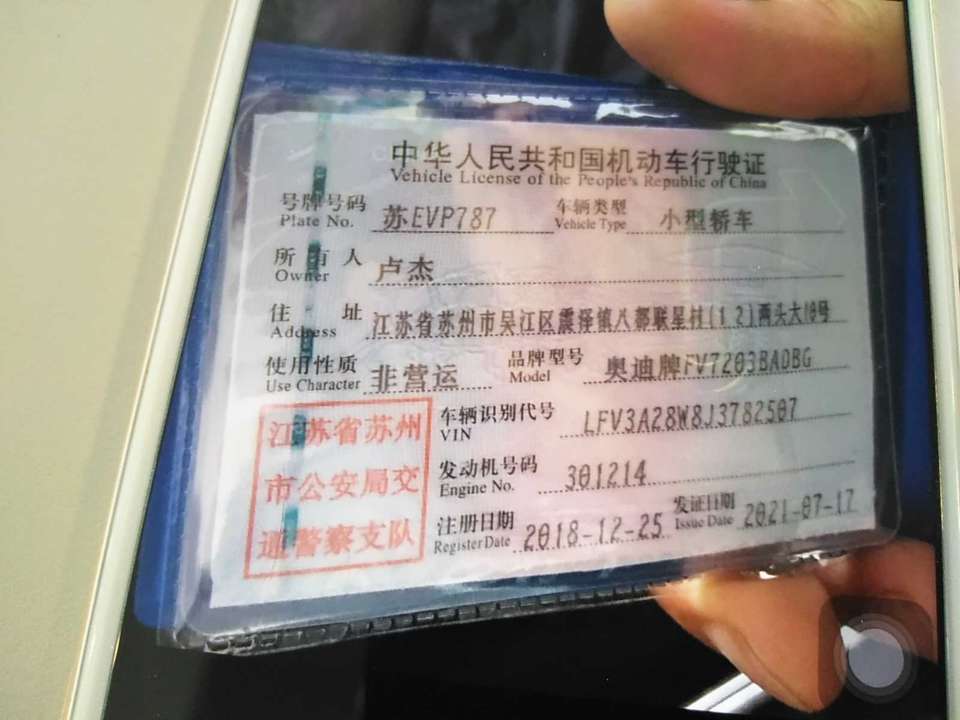 中华人民共和国机动车行驶证
Vehicle License of the People's Republic of China
号牌号码 苏EVP787 车辆类型 小型轿车
Plate No. Vehicle Type
所有人 卢杰
Owner
住址 江苏省苏州市吴江区震泽镇八都联星村(12)两头大18号
Address
使用性质 非营运 品牌型号 奥迪牌FV7203BADBG
Use Character Model
车辆识别代号 LFV3A28W8J3782507
VIN
发动机号码 301214
Engine No.
注册日期 2018-12-25 发证日期 2021-07-17
Register Date Issue Date
江苏省苏州
市公安局交
通警察支队